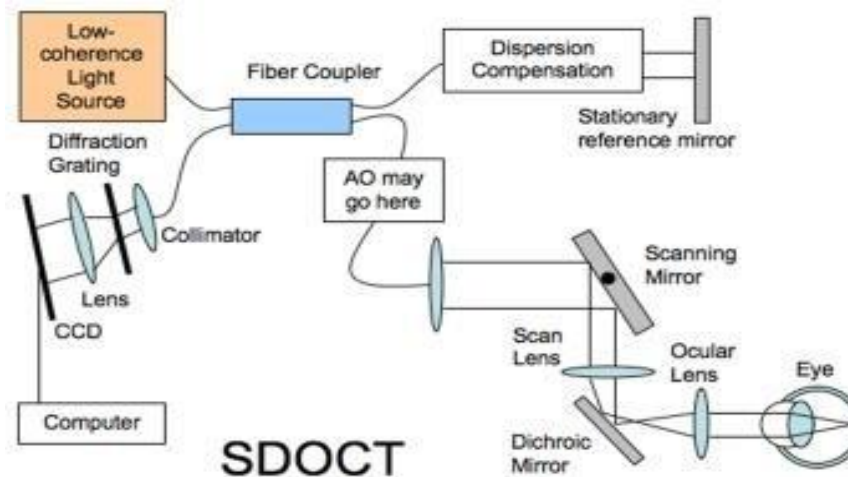 Low-
coherence
Light
Source
Fiber Coupler
Dispersion
Compensation
Stationary
reference mirror
Diffraction
Grating
AO may
go here
Collimator
Lens
CCD
Scanning
Mirror
Scan
Lens
Ocular
Lens
Eye
Computer
Dichroic
Mirror
SDOCT